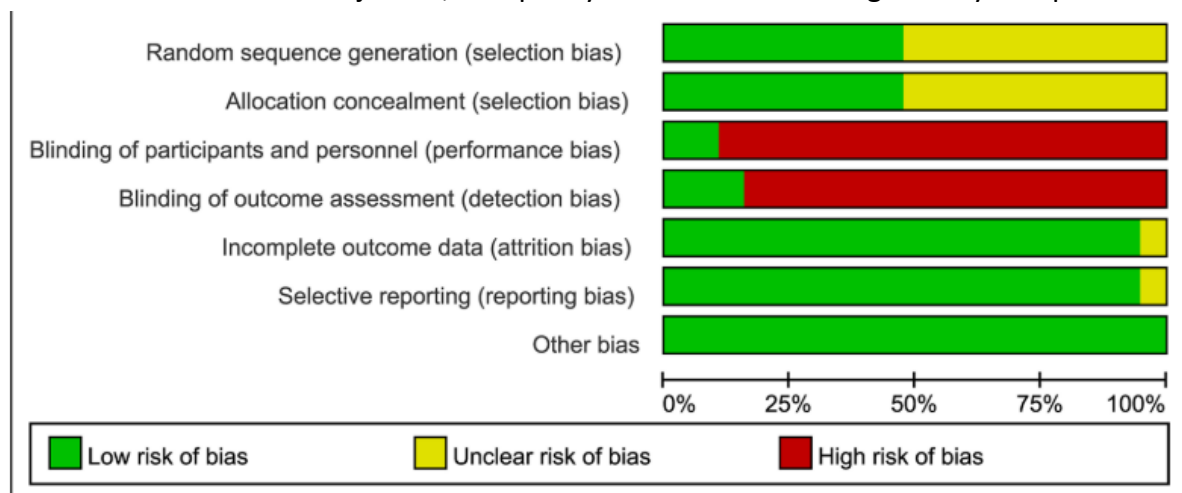 Random sequence generation (selection bias)
Allocation concealment (selection bias)
Blinding of participants and personnel (performance bias)
Blinding of outcome assessment (detection bias)
Incomplete outcome data (attrition bias)
Selective reporting (reporting bias)
Other bias
0% 25% 50% 75% 100%
Low risk of bias Unclear risk of bias High risk of bias